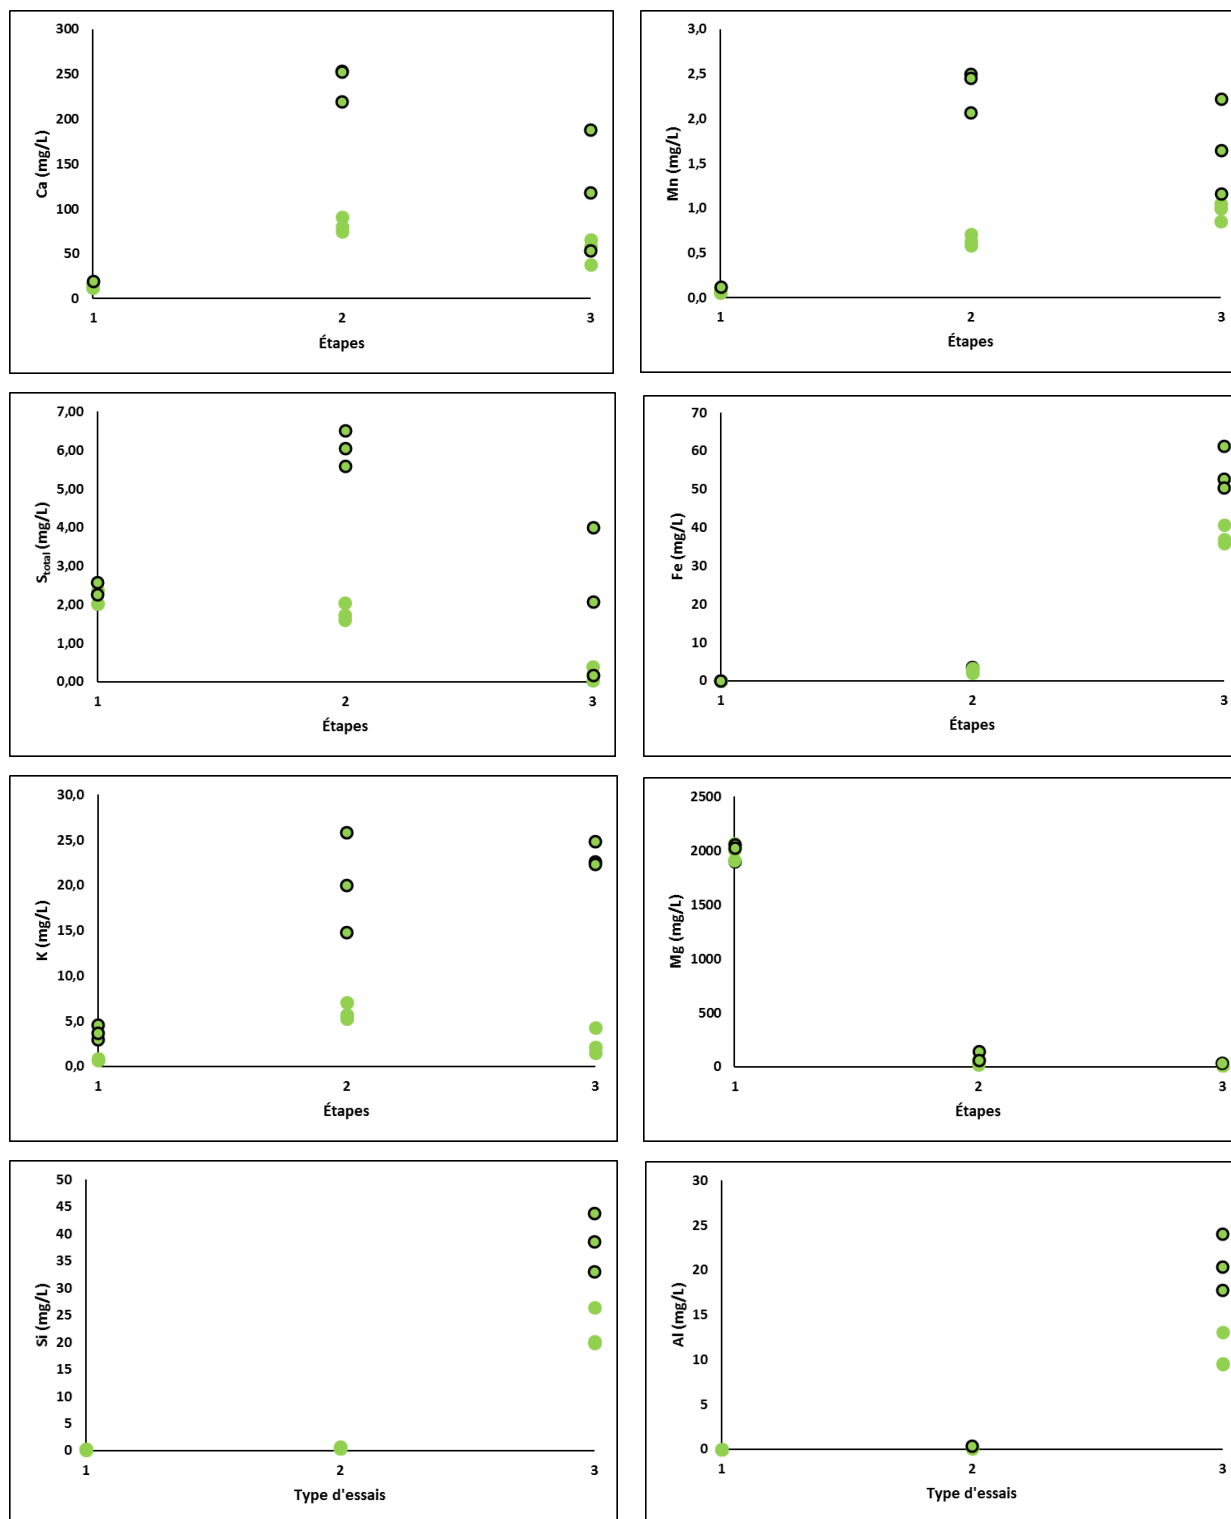 300
250
200
150
100
50
0
Ca (mg/L)
1 2 3
Étapes
3,0
2,5
2,0
1,5
1,0
0,5
0,0
Mn (mg/L)
1 2 3
Étapes
7,00
6,00
5,00
4,00
3,00
2,00
1,00
0,00
Stotal (mg/L)
1 2 3
Étapes
70
60
50
40
30
20
10
0
Fe (mg/L)
1 2 3
Étapes
30,0
25,0
20,0
15,0
10,0
5,0
0,0
K (mg/L)
1 2 3
Étapes
2500
2000
1500
1000
500
0
Mg (mg/L)
1 2 3
Étapes
50
45
40
35
30
25
20
15
10
5
0
Si (mg/L)
1 2 3
Type d'essais
30
25
20
15
10
5
0
Al (mg/L)
1 2 3
Type d'essais